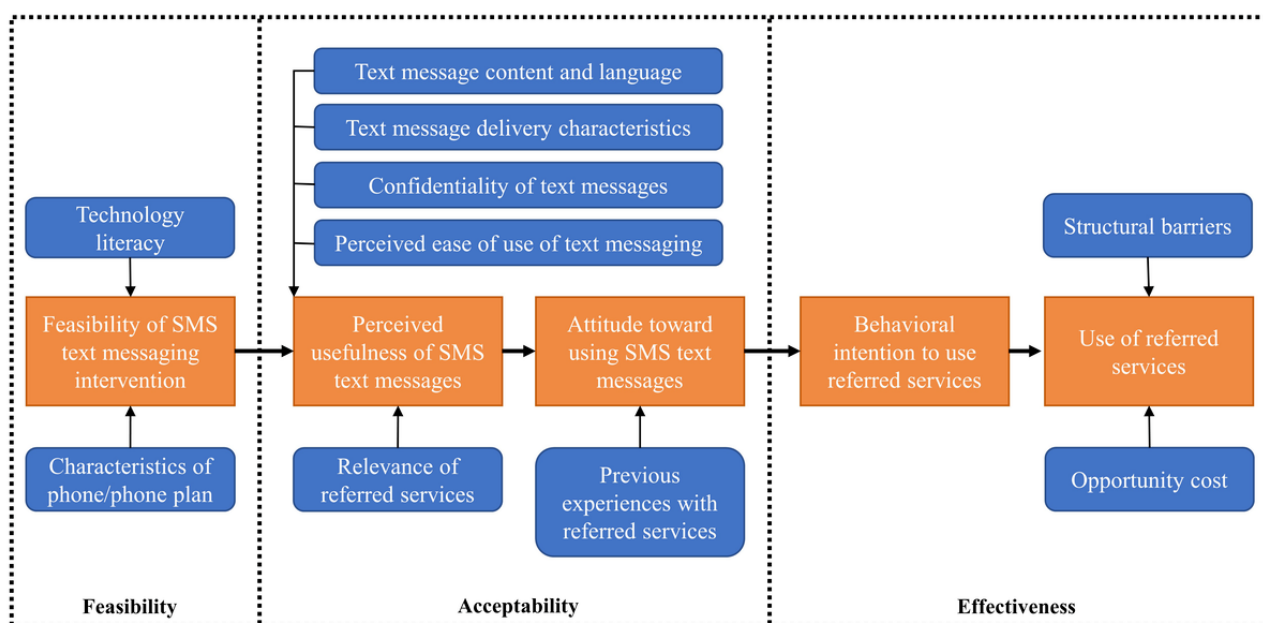 Text message content and language
Text message delivery characteristics
Confidentiality of text messages
Perceived ease of use of text messaging
Technology
literacy
Structural barriers
Feasibility of SMS
text messaging
intervention
Perceived
usefulness of SMS
text messages
Attitude toward
using SMS text
messages
Behavioral
intention to use
referred services
Use of referred
services
Characteristics of
phone/phone plan
Relevance of
referred services
Previous
experiences with
referred services
Opportunity cost
Feasibility
Acceptability
Effectiveness